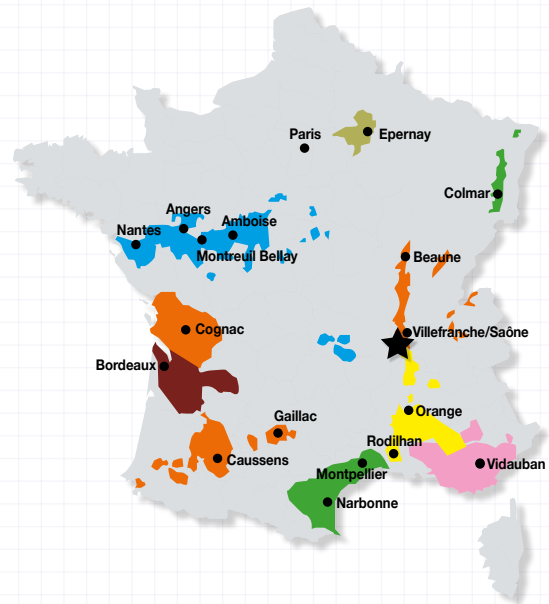 Paris
Epernay
Colmar
Angers
Nantes
Amboise
Montreuil Bellay
Beaune
Cognac
Villefranche/Saône
Bordeaux
Gaillac
Orange
Rodilhan
Caussens
Montpellier
Vidauban
Narbonne